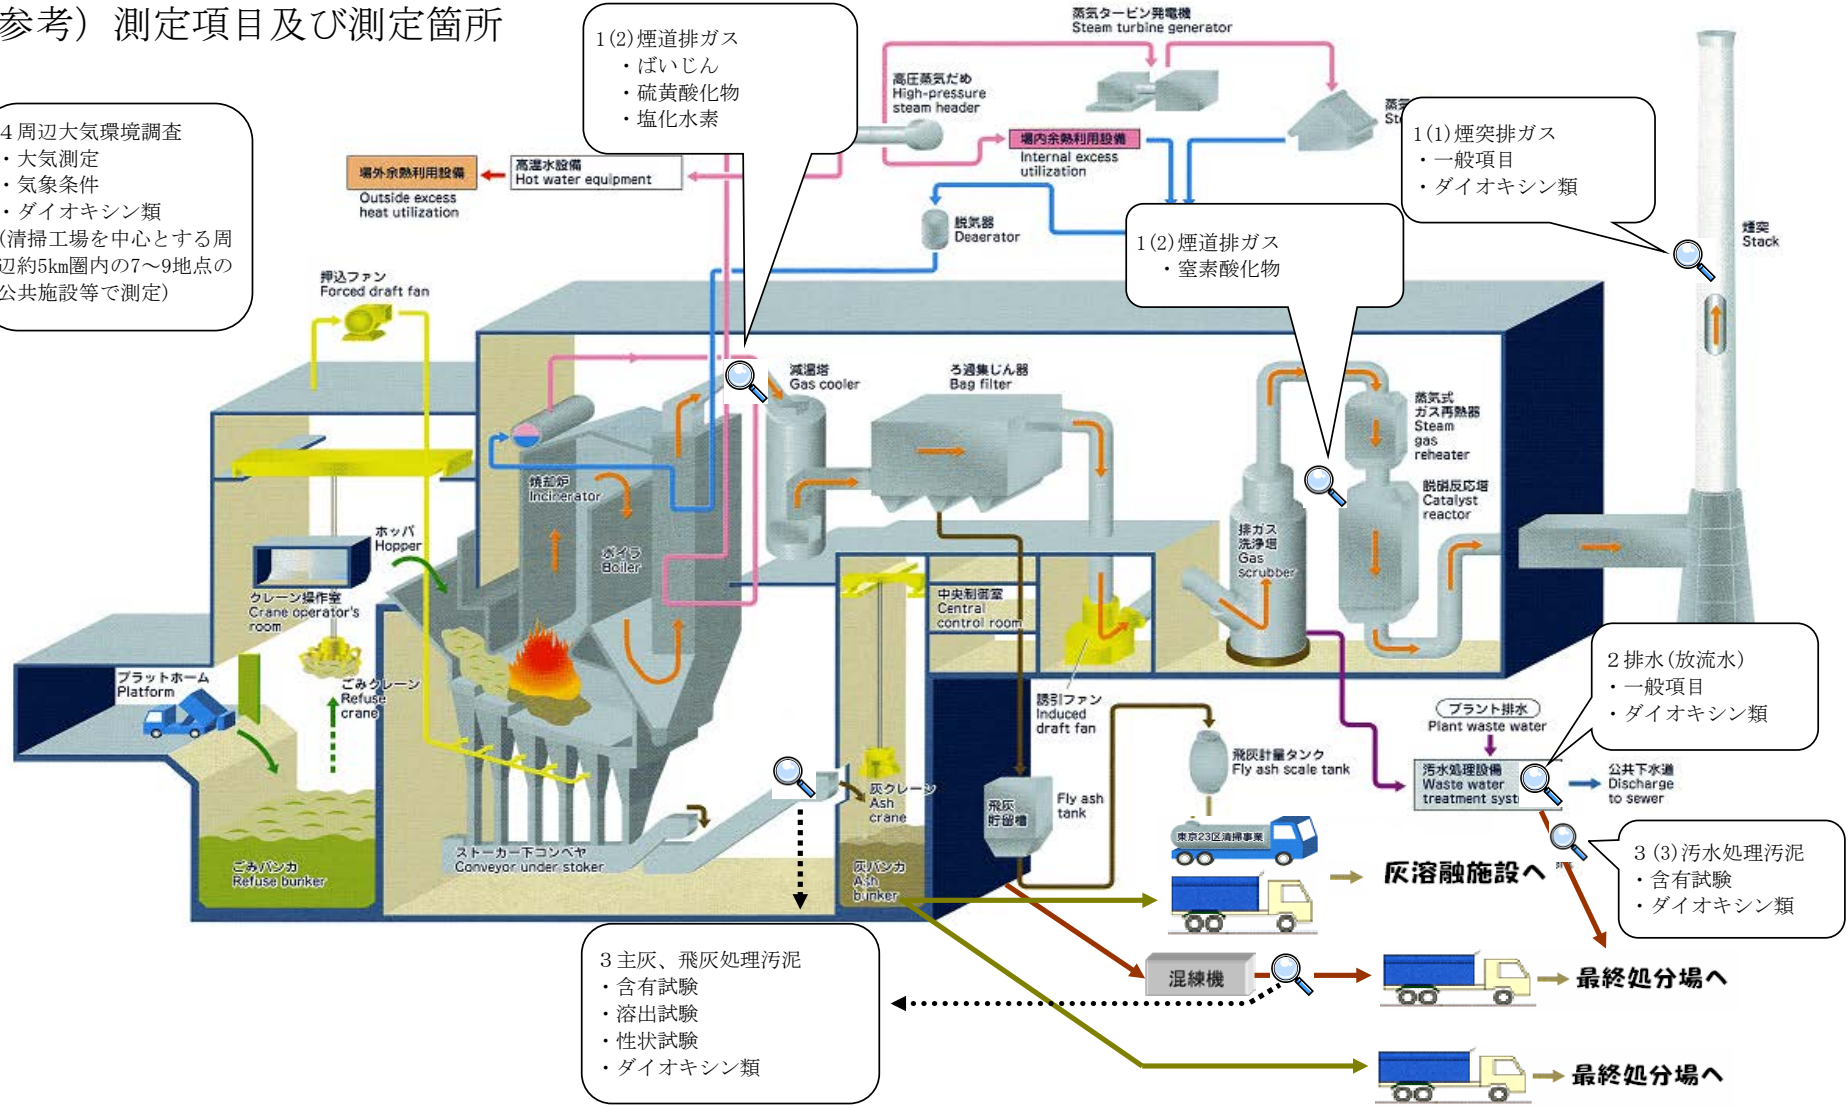 参考）測定項目及び測定箇所
4周辺大気環境調査
・大気測定
・気象条件
・ダイオキシン類
(清掃工場を中心とする周
辺約5km圏内の7～9地点の
公共施設等で測定)
1(2)煙道排ガス
・ばいじん
・硫黄酸化物
・塩化水素
蒸気タービン発電機
Steam turbine generator
高圧蒸気だめ
High-pressure
steam header
場内余熱利用設備
Internal excess
utilization
場外余熱利用設備
Outside excess
heat utilization
高温水設備
Hot water equipment
脱気器
Deaerator
1(1)煙突排ガス
・一般項目
・ダイオキシン類
1(2)煙道排ガス
・窒素酸化物
煙突
Stack
押込ファン
Forced draft fan
減温塔
Gas cooler
ろ過集じん器
Bag filter
蒸気式
ガス再熱器
Steam
gas
reheater
脱硝反応塔
Catalyst
reactor
排ガス
洗浄塔
Gas
scrubber
焼却炉
Incinerator
ボイラ
Boiler
ホッパ
Hopper
クレーン操作室
Crane operator's
room
プラットホーム
Platform
ごみクレーン
Refuse
crane
中央制御室
Central
control room
誘引ファン
Induced
draft fan
2排水(放流水)
・一般項目
・ダイオキシン類
プラント排水
Plant waste water
汚水処理設備
Waste water
treatment syst
公共下水道
Discharge
to sewer
飛灰計量タンク
Fly ash scale tank
飛灰
貯留槽
Fly ash
tank
灰クレーン
Ash
crane
灰バンカ
Ash
bunker
ごみバンカ
Refuse bunker
ストーカー下コンベヤ
Conveyor under stoker
東京23区清掃事業
灰溶融施設へ
3(3)汚水処理汚泥
・含有試験
・ダイオキシン類
3主灰、飛灰処理汚泥
・含有試験
・溶出試験
・性状試験
・ダイオキシン類
混練機
最終処分場へ
最終処分場へ